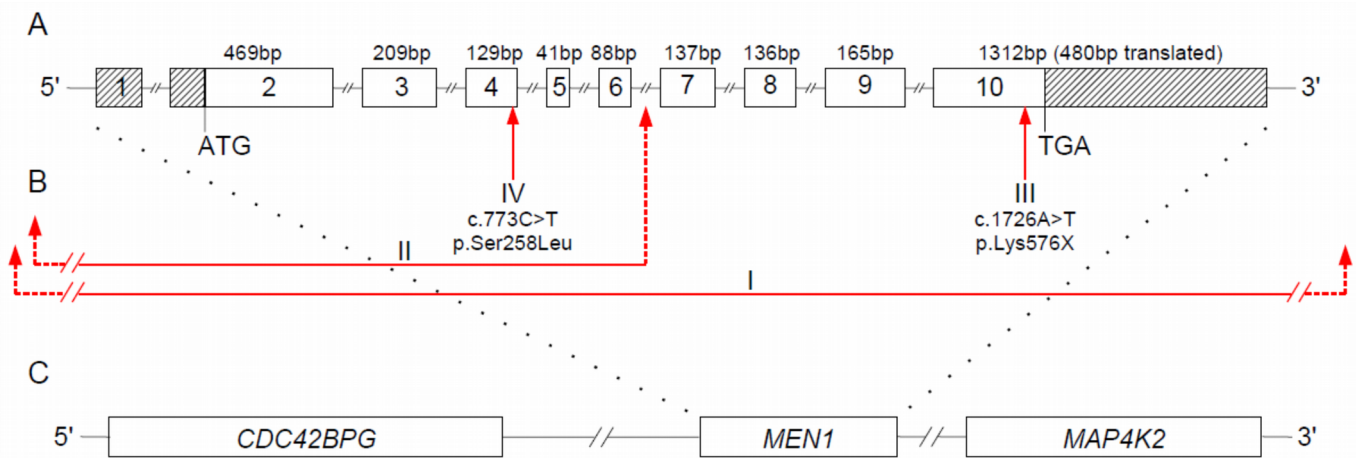 A
469bp 209bp 129bp 41bp 88bp 137bp 136bp 165bp 1312bp (480bp translated)
5' 1 2 3 4 5 6 7 8 9 10 3'
ATG TGA
B
IV III
c.773C>T c.1726A>T
p.Ser258Leu p.Lys576X
II
I
C
5' CDC42BPG MEN1 MAP4K2 3'